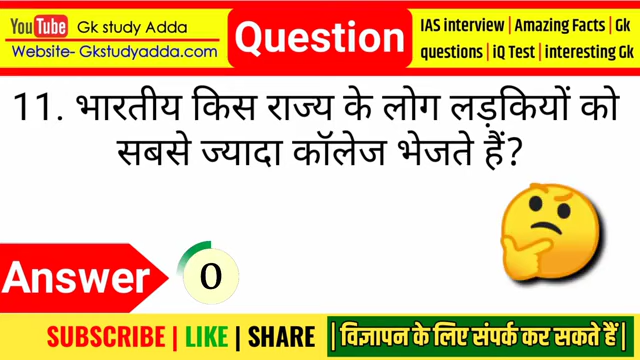 YouTube Gk study Adda
Website- Gkstudyadda.com
Question
IAS interview | Amazing Facts | Gk
questions | iQ Test | interesting Gk
11. भारतीय किस राज्य के लोग लड़कियों को
सबसे ज्यादा कॉलेज भेजते हैं?
Answer
0
SUBSCRIBE | LIKE | SHARE
| विज्ञापन के लिए संपर्क कर सकते हैं |